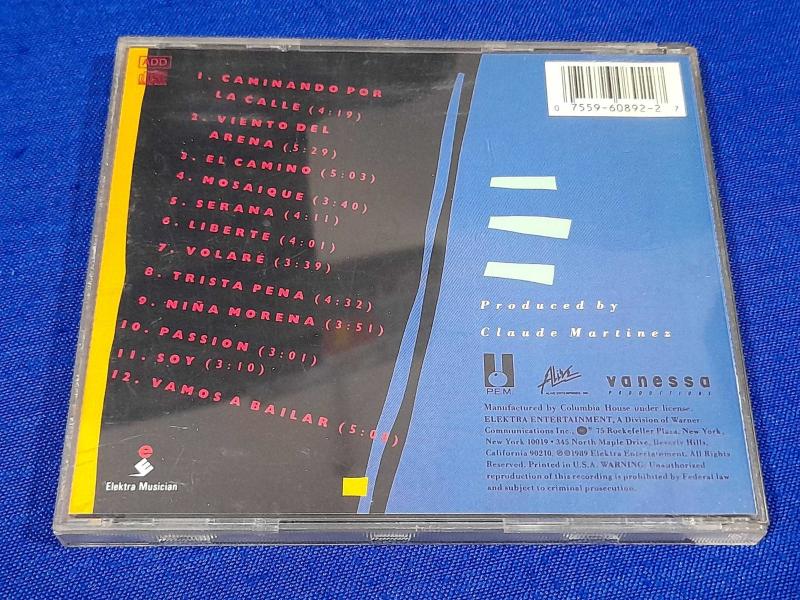 ADD
1. CAMINANDO POR
LA CALLE (4:19)
2. VIENTO DEL
ARENA (5:29)
3. EL CAMINO (5:03)
4. MOSAIQUE (3:40)
5. SERANA (4:11)
6. LIBERTE (4:01)
7. VOLARÉ (3:39)
8. TRISTA PENA (4:32)
9. NIÑA MORENA (3:51)
10. PASSION (3:01)
11. SOY (3:10)
12. VAMOS A BAILAR (5:04)
Elektra Musician
0 7559-60892-2 7
Produced by
Claude Martinez
P.E.M.
ALIVE
vanessa
PRODUCTIONS
Manufactured by Columbia House under license.
ELEKTRA ENTERTAINMENT, A Division of Warner
Communications Inc., 75 Rockefeller Plaza, New York,
New York 10019 • 345 North Maple Drive, Beverly Hills,
California 90210. ℗©1989 Elektra Entertainment. All Rights
Reserved. Printed in U.S.A. WARNING: Unauthorized
reproduction of this recording is prohibited by Federal law
and subject to criminal prosecution.